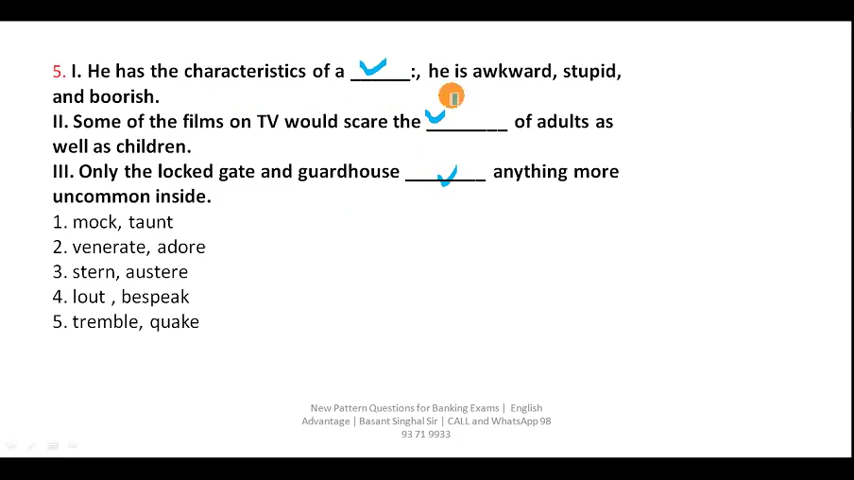 5. I. He has the characteristics of a ______:, he is awkward, stupid,
and boorish.
II. Some of the films on TV would scare the ________ of adults as
well as children.
III. Only the locked gate and guardhouse ________ anything more
uncommon inside.
1. mock, taunt
2. venerate, adore
3. stern, austere
4. lout , bespeak
5. tremble, quake
New Pattern Questions for Banking Exams | English
Advantage | Basant Singhal Sir | CALL and WhatsApp 98
93 71 9933